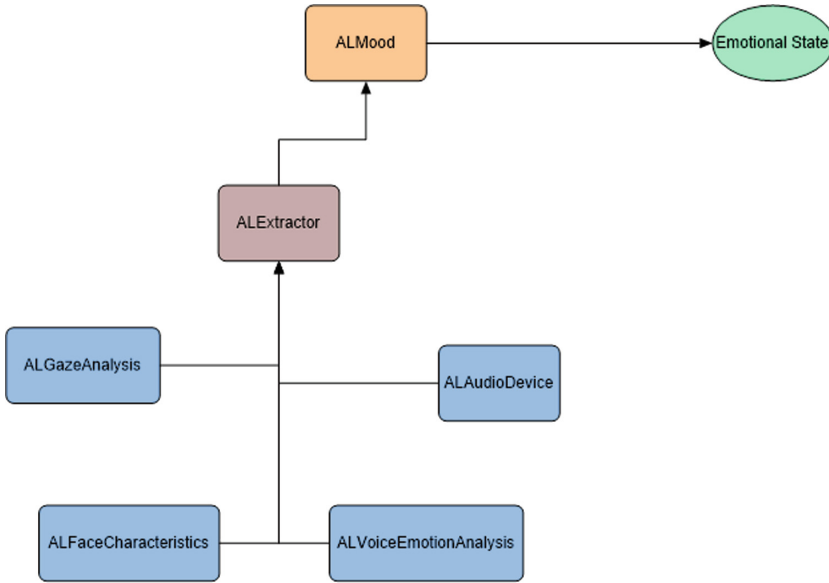 ALMood
Emotional State
ALExtractor
ALGazeAnalysis
ALAudioDevice
ALFaceCharacteristics
ALVoiceEmotionAnalysis